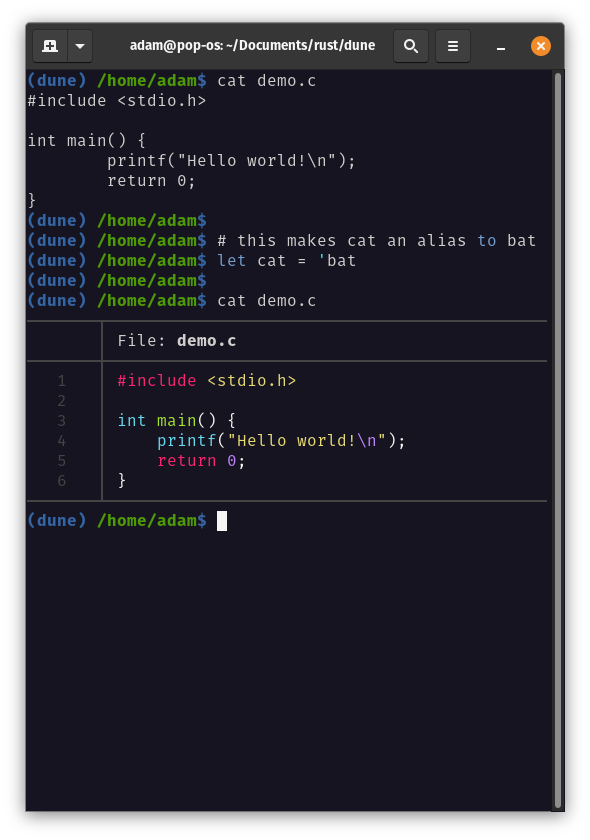 adam@pop-os: ~/Documents/rust/dune
(dune) /home/adam$ cat demo.c
#include <stdio.h>
int main() {
        printf("Hello world!\n");
        return 0;
}
(dune) /home/adam$
(dune) /home/adam$ # this makes cat an alias to bat
(dune) /home/adam$ let cat = 'bat
(dune) /home/adam$
(dune) /home/adam$ cat demo.c
File: demo.c
1 #include <stdio.h>
2
3 int main() {
4     printf("Hello world!\n");
5     return 0;
6 }
(dune) /home/adam$